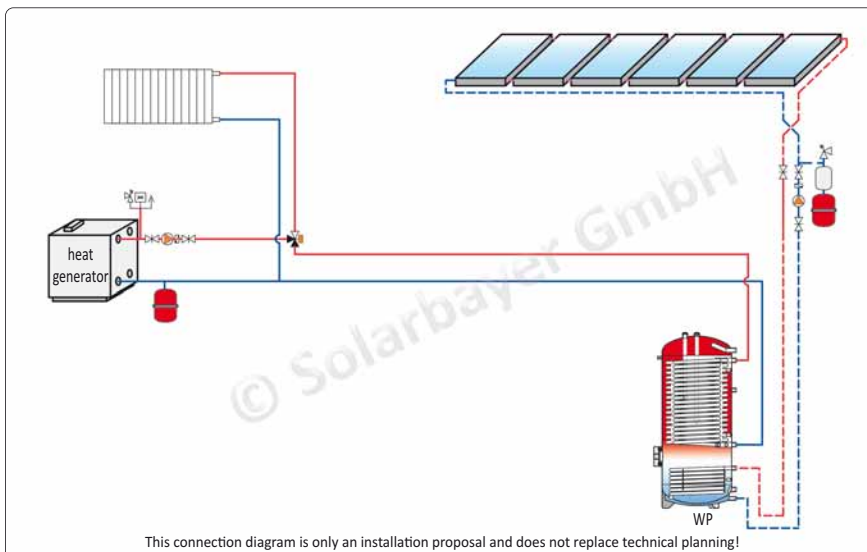 heat
generator
© Solarbayer GmbH
WP
This connection diagram is only an installation proposal and does not replace technical planning!